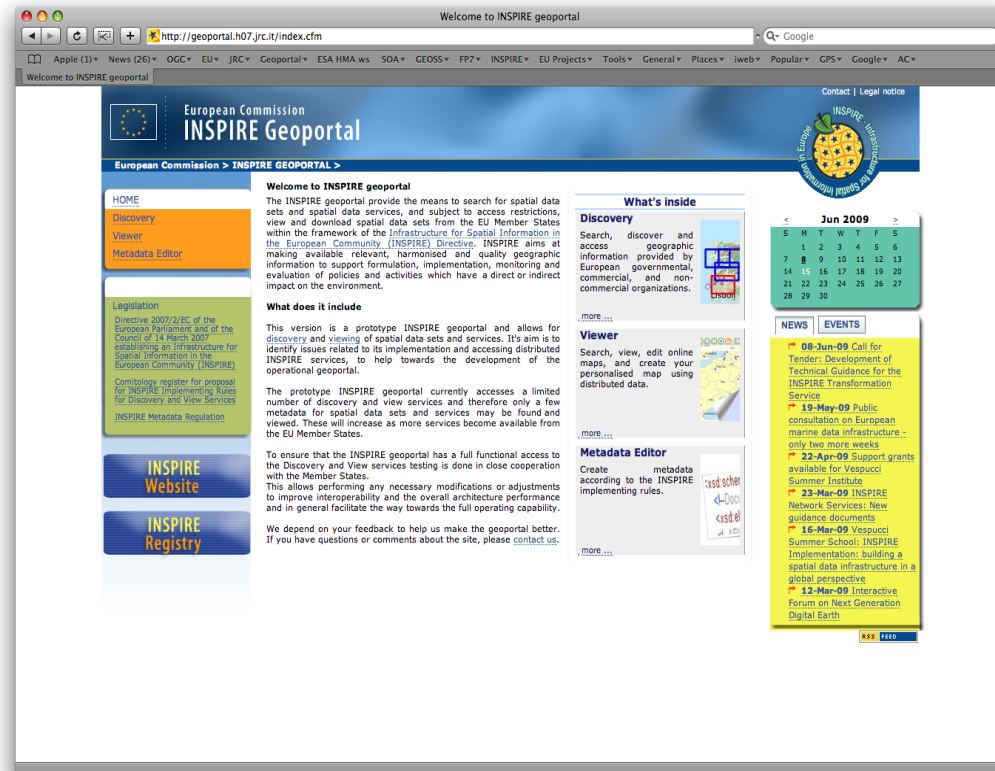 Welcome to INSPIRE geoportal
http://geoportal.h07.jrc.it/index.cfm
Google
Apple (1) News (26) OGC EU JRC Geoportal ESA HMA ws SOA GEOSS FP7 INSPIRE EU Projects Tools General Places iweb Popular GPS Google AC
Welcome to INSPIRE geoportal
Contact | Legal notice
European Commission
INSPIRE Geoportal
INSPIRE Infrastructure for Spatial Information in Europe
European Commission > INSPIRE GEOPORTAL >
HOME
Discovery
Viewer
Metadata Editor
Legislation
Directive 2007/2/EC of the
European Parliament and of the
Council of 14 March 2007
establishing an Infrastructure for
Spatial Information in the
European Community (INSPIRE)
Comitology register for proposal
for INSPIRE Implementing Rules
for Discovery and View Services
INSPIRE Metadata Regulation
INSPIRE
Website
INSPIRE
Registry
Welcome to INSPIRE geoportal
The INSPIRE geoportal provide the means to search for spatial data
sets and spatial data services, and subject to access restrictions,
view and download spatial data sets from the EU Member States
within the framework of the Infrastructure for Spatial Information in
the European Community (INSPIRE) Directive. INSPIRE aims at
making available relevant, harmonised and quality geographic
information to support formulation, implementation, monitoring and
evaluation of policies and activities which have a direct or indirect
impact on the environment.
What does it include
This version is a prototype INSPIRE geoportal and allows for
discovery and viewing of spatial data sets and services. It's aim is to
identify issues related to its implementation and accessing distributed
INSPIRE services, to help towards the development of the
operational geoportal.
The prototype INSPIRE geoportal currently accesses a limited
number of discovery and view services and therefore only a few
metadata for spatial data sets and services may be found and
viewed. These will increase as more services become available from
the EU Member States.
To ensure that the INSPIRE geoportal has a full functional access to
the Discovery and View services testing is done in close cooperation
with the Member States.
This allows performing any necessary modifications or adjustments
to improve interoperability and the overall architecture performance
and in general facilitate the way towards the full operating capability.
We depend on your feedback to help us make the geoportal better.
If you have questions or comments about the site, please contact us.
What's inside
Discovery
Search, discover and
access geographic
information provided by
European governmental,
commercial, and non-
commercial organizations.
Lisbon
more ...
Viewer
Search, view, edit online
maps, and create your
personalised map using
distributed data.
more ...
Metadata Editor
Create metadata
according to the INSPIRE
implementing rules.
xsd:schen
<!-Docu
<xsd:el
more ...
< Jun 2009 >
S M T W T F S
1 2 3 4 5 6
7 8 9 10 11 12 13
14 15 16 17 18 19 20
21 22 23 24 25 26 27
28 29 30
NEWS EVENTS
08-Jun-09 Call for
Tender: Development of
Technical Guidance for the
INSPIRE Transformation
Service
19-May-09 Public
consultation on European
marine data infrastructure -
only two more weeks
22-Apr-09 Support grants
available for Vespucci
Summer Institute
23-Mar-09 INSPIRE
Network Services: New
guidance documents
16-Mar-09 Vespucci
Summer School: INSPIRE
Implementation: building a
spatial data infrastructure in a
global perspective
12-Mar-09 Interactive
Forum on Next Generation
Digital Earth
RSS FEED